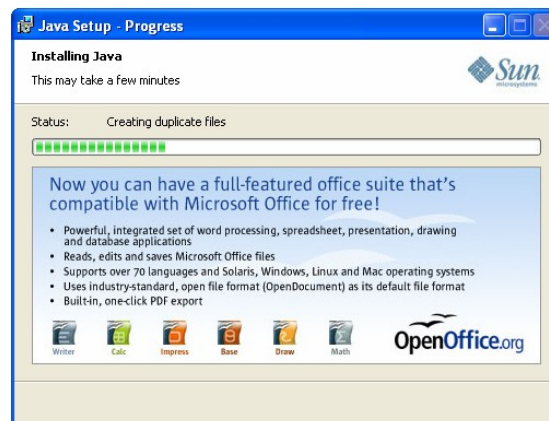 Java Setup - Progress
Installing Java
This may take a few minutes
Sun
microsystems
Status: Creating duplicate files
Now you can have a full-featured office suite that's
compatible with Microsoft Office for free!
• Powerful, integrated set of word processing, spreadsheet, presentation, drawing
and database applications
• Reads, edits and saves Microsoft Office files
• Supports over 70 languages and Solaris, Windows, Linux and Mac operating systems
• Uses industry-standard, open file format (OpenDocument) as its default file format
• Built-in, one-click PDF export
Writer Calc Impress Base Draw Math
OpenOffice.org